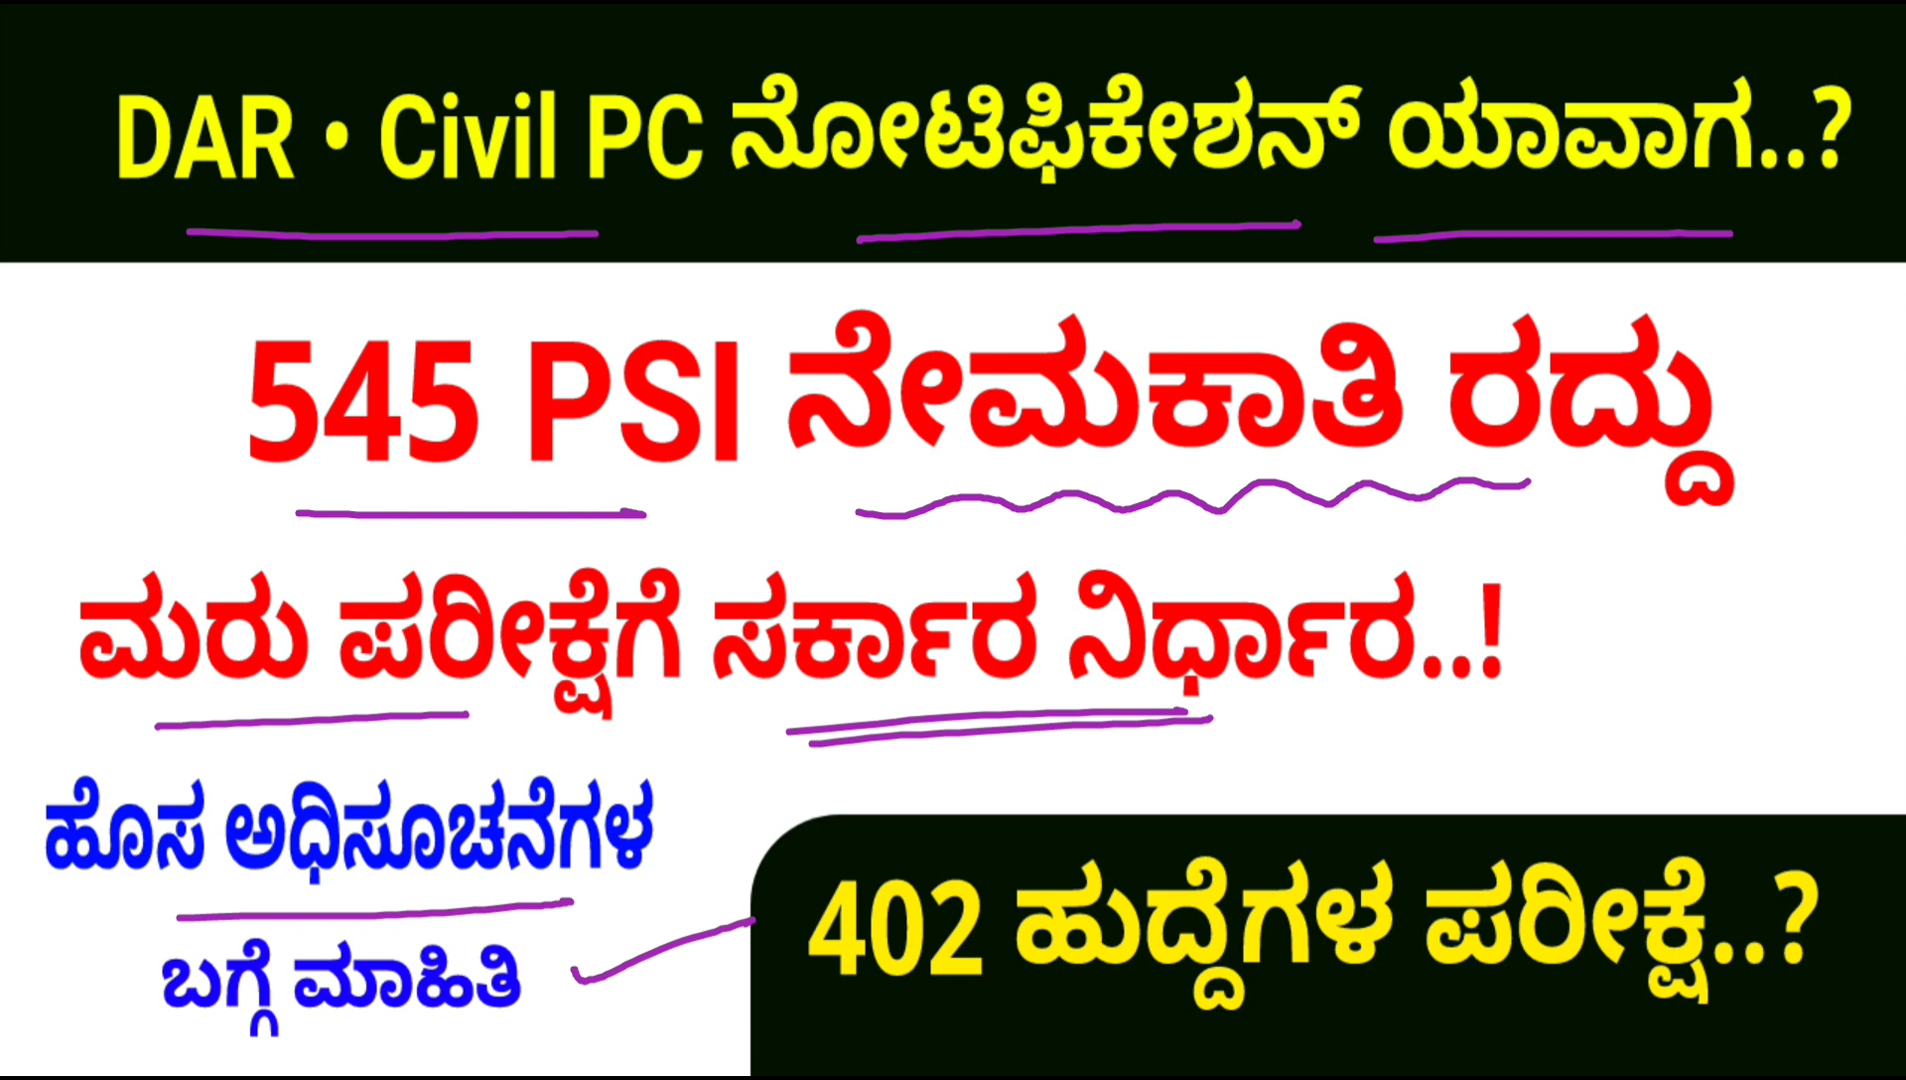 DAR • Civil PC ನೋಟಿಫಿಕೇಶನ್ ಯಾವಾಗ..?
545 PSI ನೇಮಕಾತಿ ರದ್ದು
ಮರು ಪರೀಕ್ಷೆಗೆ ಸರ್ಕಾರ ನಿರ್ಧಾರ..!
ಹೊಸ ಅಧಿಸೂಚನೆಗಳ
ಬಗ್ಗೆ ಮಾಹಿತಿ
402 ಹುದ್ದೆಗಳ ಪರೀಕ್ಷೆ..?